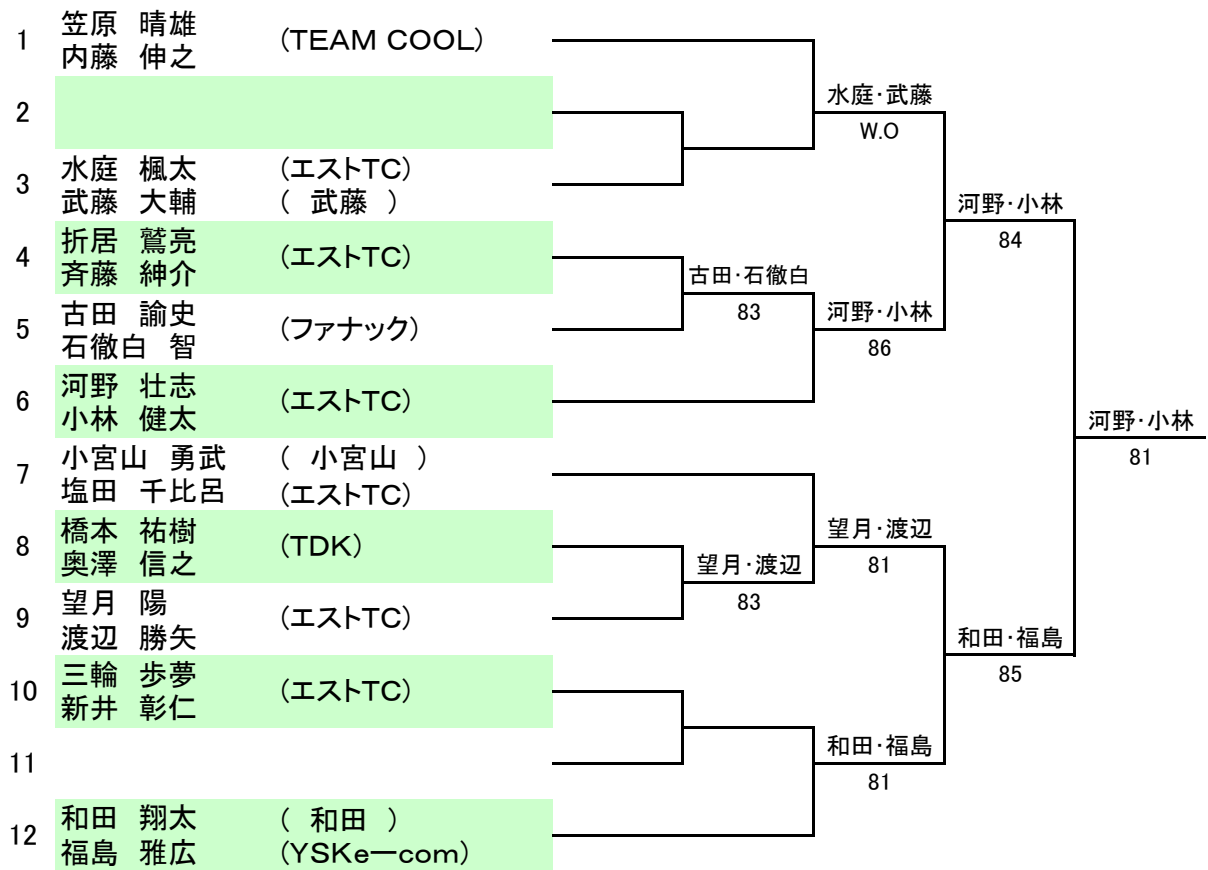 1 笠原 晴雄 (TEAM COOL)
内藤 伸之
水庭・武藤
2
W.O
3 水庭 楓太 (エストTC)
武藤 大輔 ( 武藤 )
河野・小林
84
4 折居 鷲亮 (エストTC)
斉藤 紳介
古田・石徹白
83
5 古田 諭史 (ファナック)
石徹白 智
河野・小林
86
6 河野 壮志 (エストTC)
小林 健太
河野・小林
81
7 小宮山 勇武 ( 小宮山 )
塩田 千比呂 (エストTC)
8 橋本 祐樹 (TDK)
奥澤 信之
望月・渡辺
81
望月・渡辺
83
9 望月 陽 (エストTC)
渡辺 勝矢
和田・福島
85
10 三輪 歩夢 (エストTC)
新井 彰仁
11
和田・福島
81
12 和田 翔太 ( 和田 )
福島 雅広 (YSKeーcom)